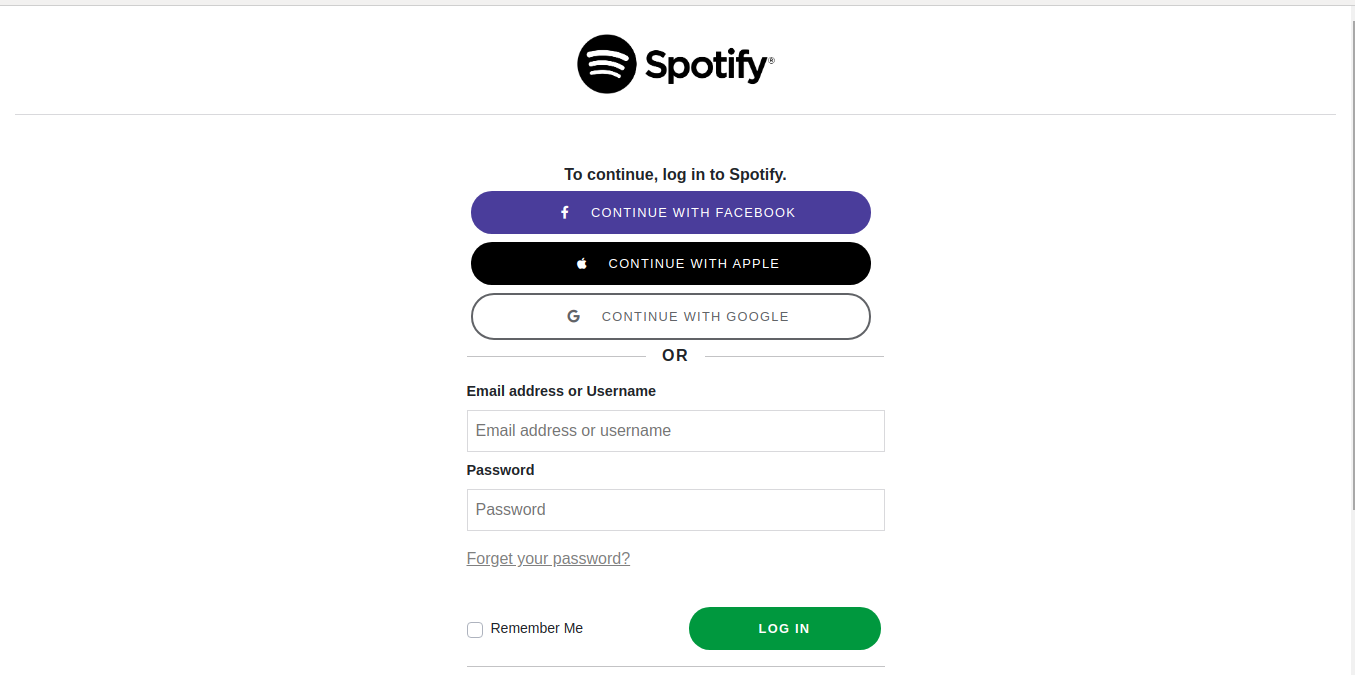 Spotify®
To continue, log in to Spotify.
CONTINUE WITH FACEBOOK
CONTINUE WITH APPLE
CONTINUE WITH GOOGLE
OR
Email address or Username
Email address or username
Password
Password
Forget your password?
Remember Me
LOG IN